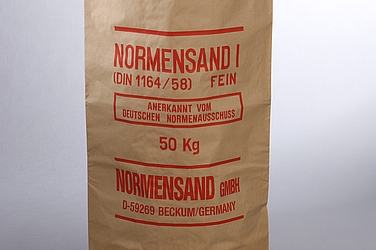 NORMENSAND I
(DIN 1164/58) FEIN
ANERKANNT VOM
DEUTSCHEN NORMENAUSSCHUSS
50 Kg
NORMENSAND GMBH
D-59269 BECKUM/GERMANY